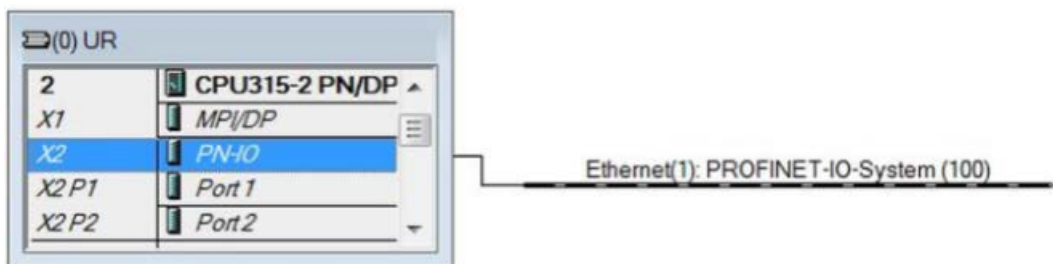 (0) UR
2 CPU315-2 PN/DP
X1 MPI/DP
X2 PN-IO
X2 P1 Port 1
X2 P2 Port 2
Ethernet(1): PROFINET-IO-System (100)